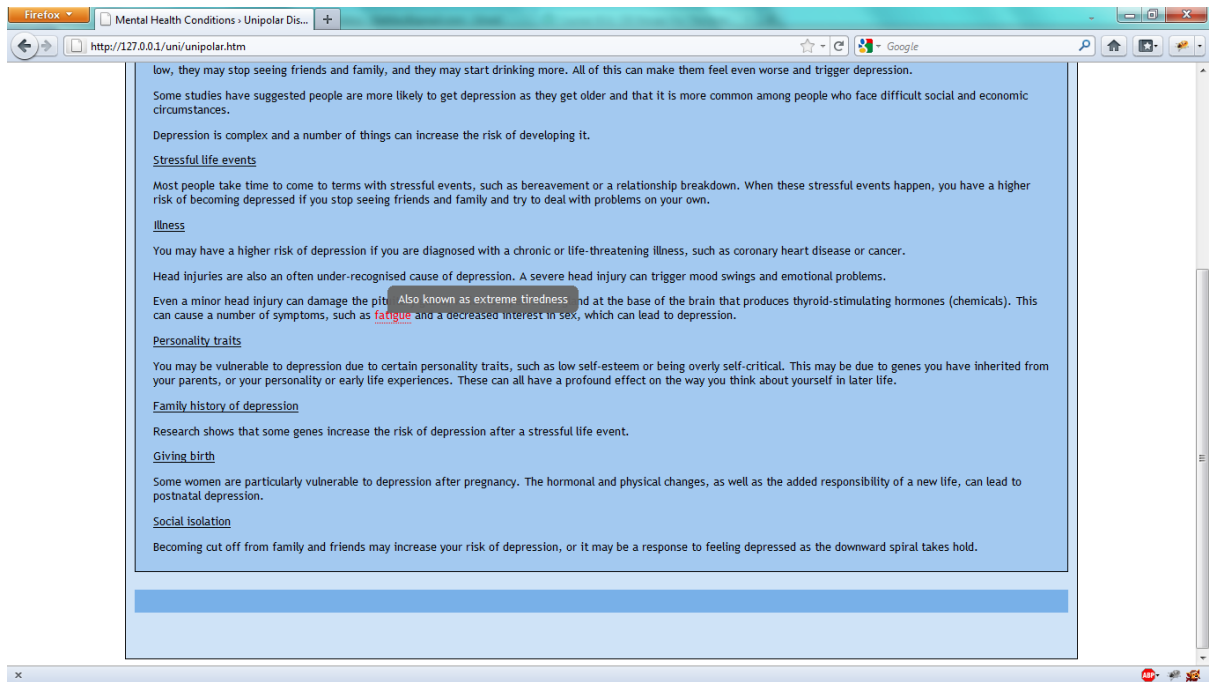 Firefox
Mental Health Conditions › Unipolar Dis...
+
http://127.0.0.1/uni/unipolar.htm
Google
low, they may stop seeing friends and family, and they may start drinking more. All of this can make them feel even worse and trigger depression.
Some studies have suggested people are more likely to get depression as they get older and that it is more common among people who face difficult social and economic
circumstances.
Depression is complex and a number of things can increase the risk of developing it.
Stressful life events
Most people take time to come to terms with stressful events, such as bereavement or a relationship breakdown. When these stressful events happen, you have a higher
risk of becoming depressed if you stop seeing friends and family and try to deal with problems on your own.
Illness
You may have a higher risk of depression if you are diagnosed with a chronic or life-threatening illness, such as coronary heart disease or cancer.
Head injuries are also an often under-recognised cause of depression. A severe head injury can trigger mood swings and emotional problems.
Even a minor head injury can damage the pitu
Also known as extreme tiredness
nd at the base of the brain that produces thyroid-stimulating hormones (chemicals). This
can cause a number of symptoms, such as fatigue and a decreased interest in sex, which can lead to depression.
Personality traits
You may be vulnerable to depression due to certain personality traits, such as low self-esteem or being overly self-critical. This may be due to genes you have inherited from
your parents, or your personality or early life experiences. These can all have a profound effect on the way you think about yourself in later life.
Family history of depression
Research shows that some genes increase the risk of depression after a stressful life event.
Giving birth
Some women are particularly vulnerable to depression after pregnancy. The hormonal and physical changes, as well as the added responsibility of a new life, can lead to
postnatal depression.
Social isolation
Becoming cut off from family and friends may increase your risk of depression, or it may be a response to feeling depressed as the downward spiral takes hold.
ABP